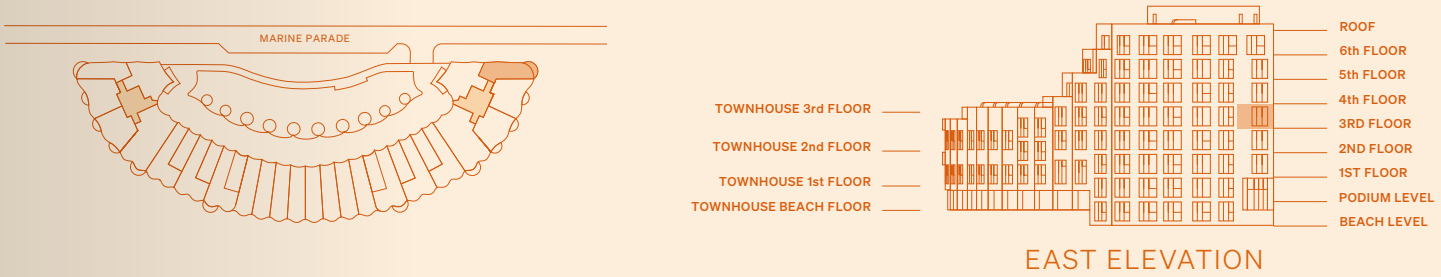 MARINE PARADE
TOWNHOUSE 3rd FLOOR
TOWNHOUSE 2nd FLOOR
TOWNHOUSE 1st FLOOR
TOWNHOUSE BEACH FLOOR
ROOF
6th FLOOR
5th FLOOR
4th FLOOR
3RD FLOOR
2ND FLOOR
1ST FLOOR
PODIUM LEVEL
BEACH LEVEL
EAST ELEVATION